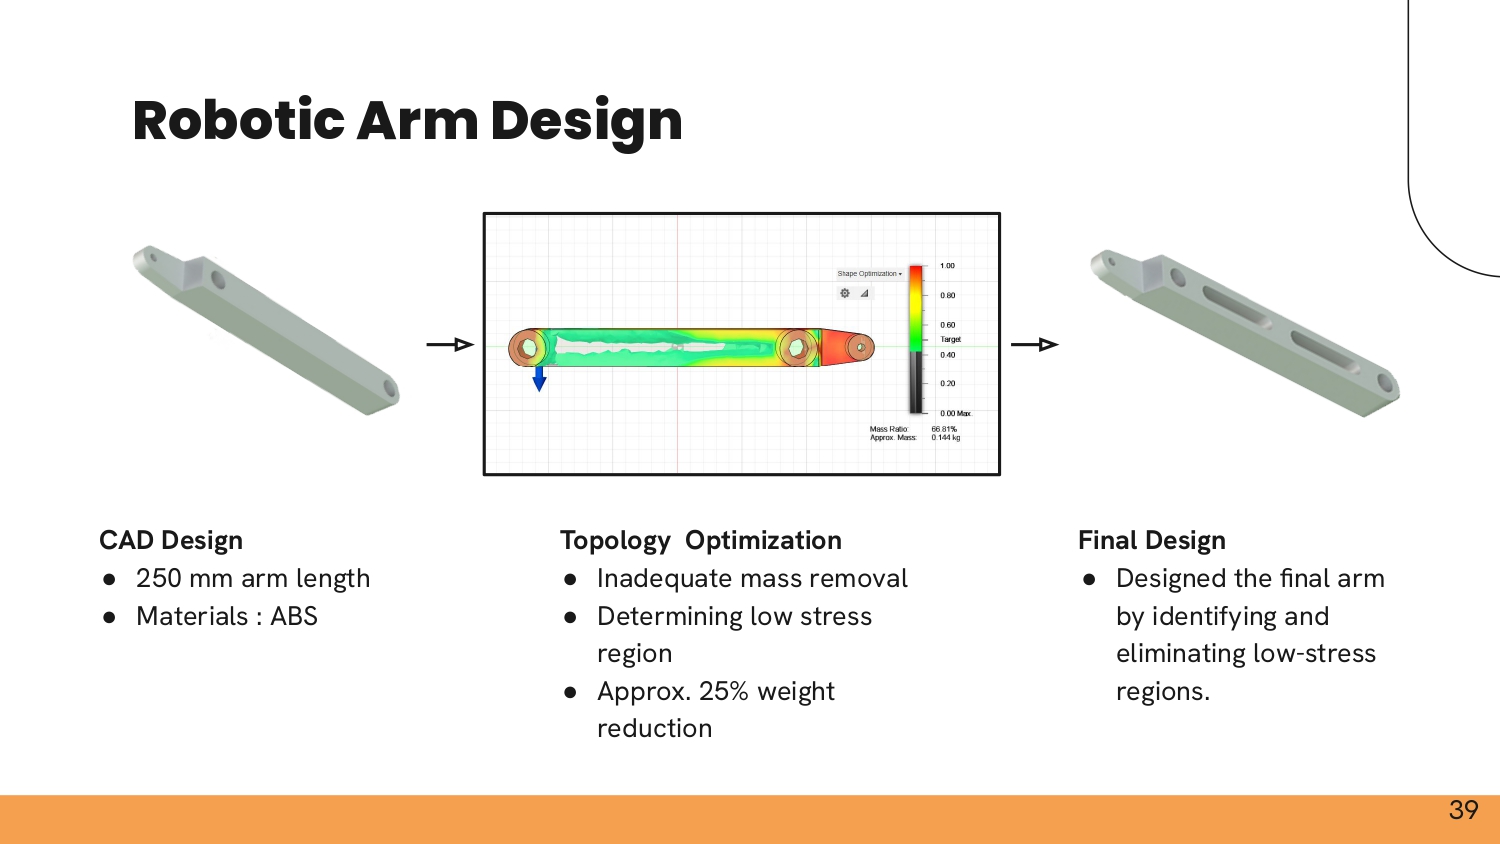 Robotic Arm Design
Shape Optimization
1.00
0.80
0.60
Target
0.40
0.20
0.00 Max.
Mass Ratio: 66.81%
Approx. Mass: 0.144 kg
CAD Design
● 250 mm arm length
● Materials : ABS
Topology Optimization
● Inadequate mass removal
● Determining low stress
region
● Approx. 25% weight
reduction
Final Design
● Designed the final arm
by identifying and
eliminating low-stress
regions.
39